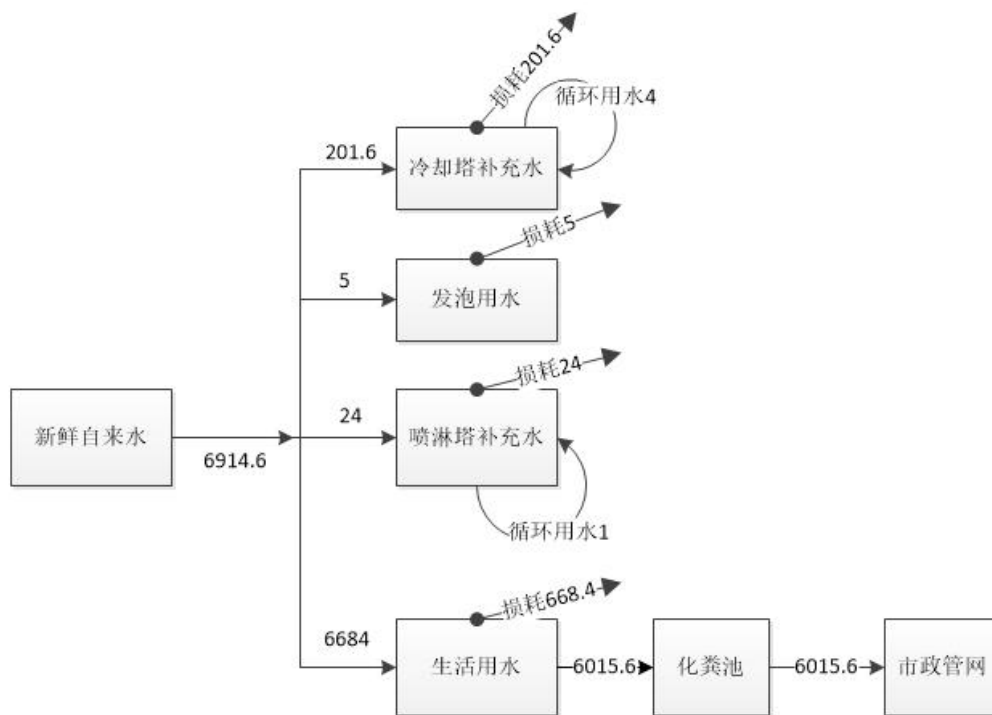 损耗201.6
循环用水4
201.6
冷却塔补充水
损耗5
5
发泡用水
损耗24
24
新鲜自来水
喷淋塔补充水
6914.6
循环用水1
损耗668.4
6684
生活用水
6015.6
化粪池
6015.6
市政管网